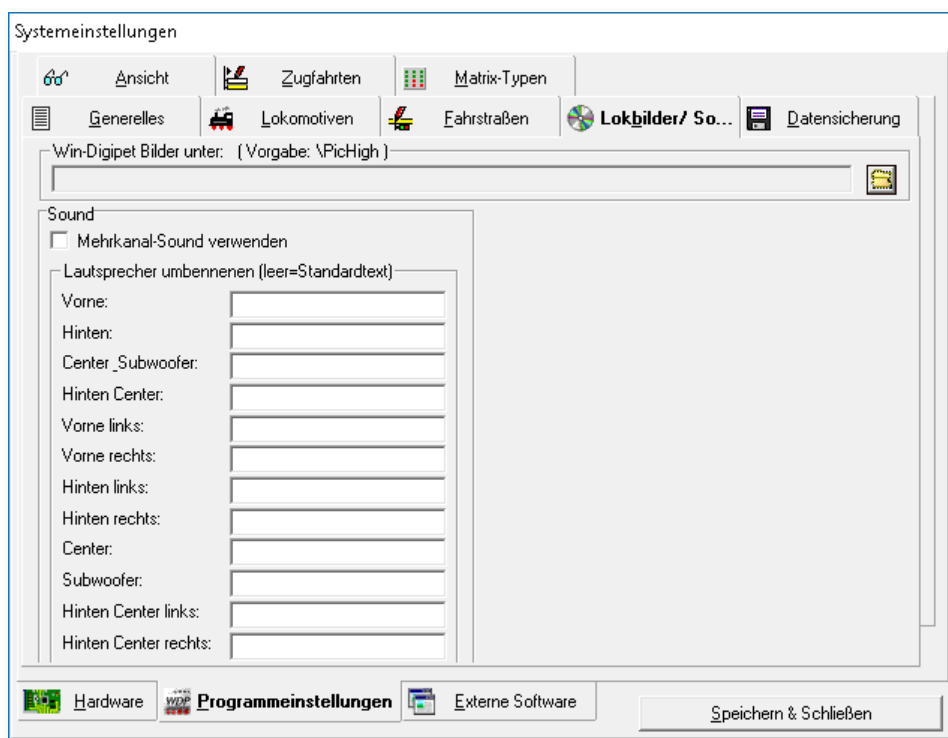 Systemeinstellungen
Ansicht Zugfahrten Matrix-Typen
Generelles Lokomotiven Fahrstraßen Lokbilder/ So... Datensicherung
Win-Digipet Bilder unter: ( Vorgabe: \PicHigh )
Sound
Mehrkanal-Sound verwenden
Lautsprecher umbennenen (leer=Standardtext)
Vorne:
Hinten:
Center_Subwoofer:
Hinten Center:
Vorne links:
Vorne rechts:
Hinten links:
Hinten rechts:
Center:
Subwoofer:
Hinten Center links:
Hinten Center rechts:
Hardware WDP Programmeinstellungen Externe Software
Speichern & Schließen